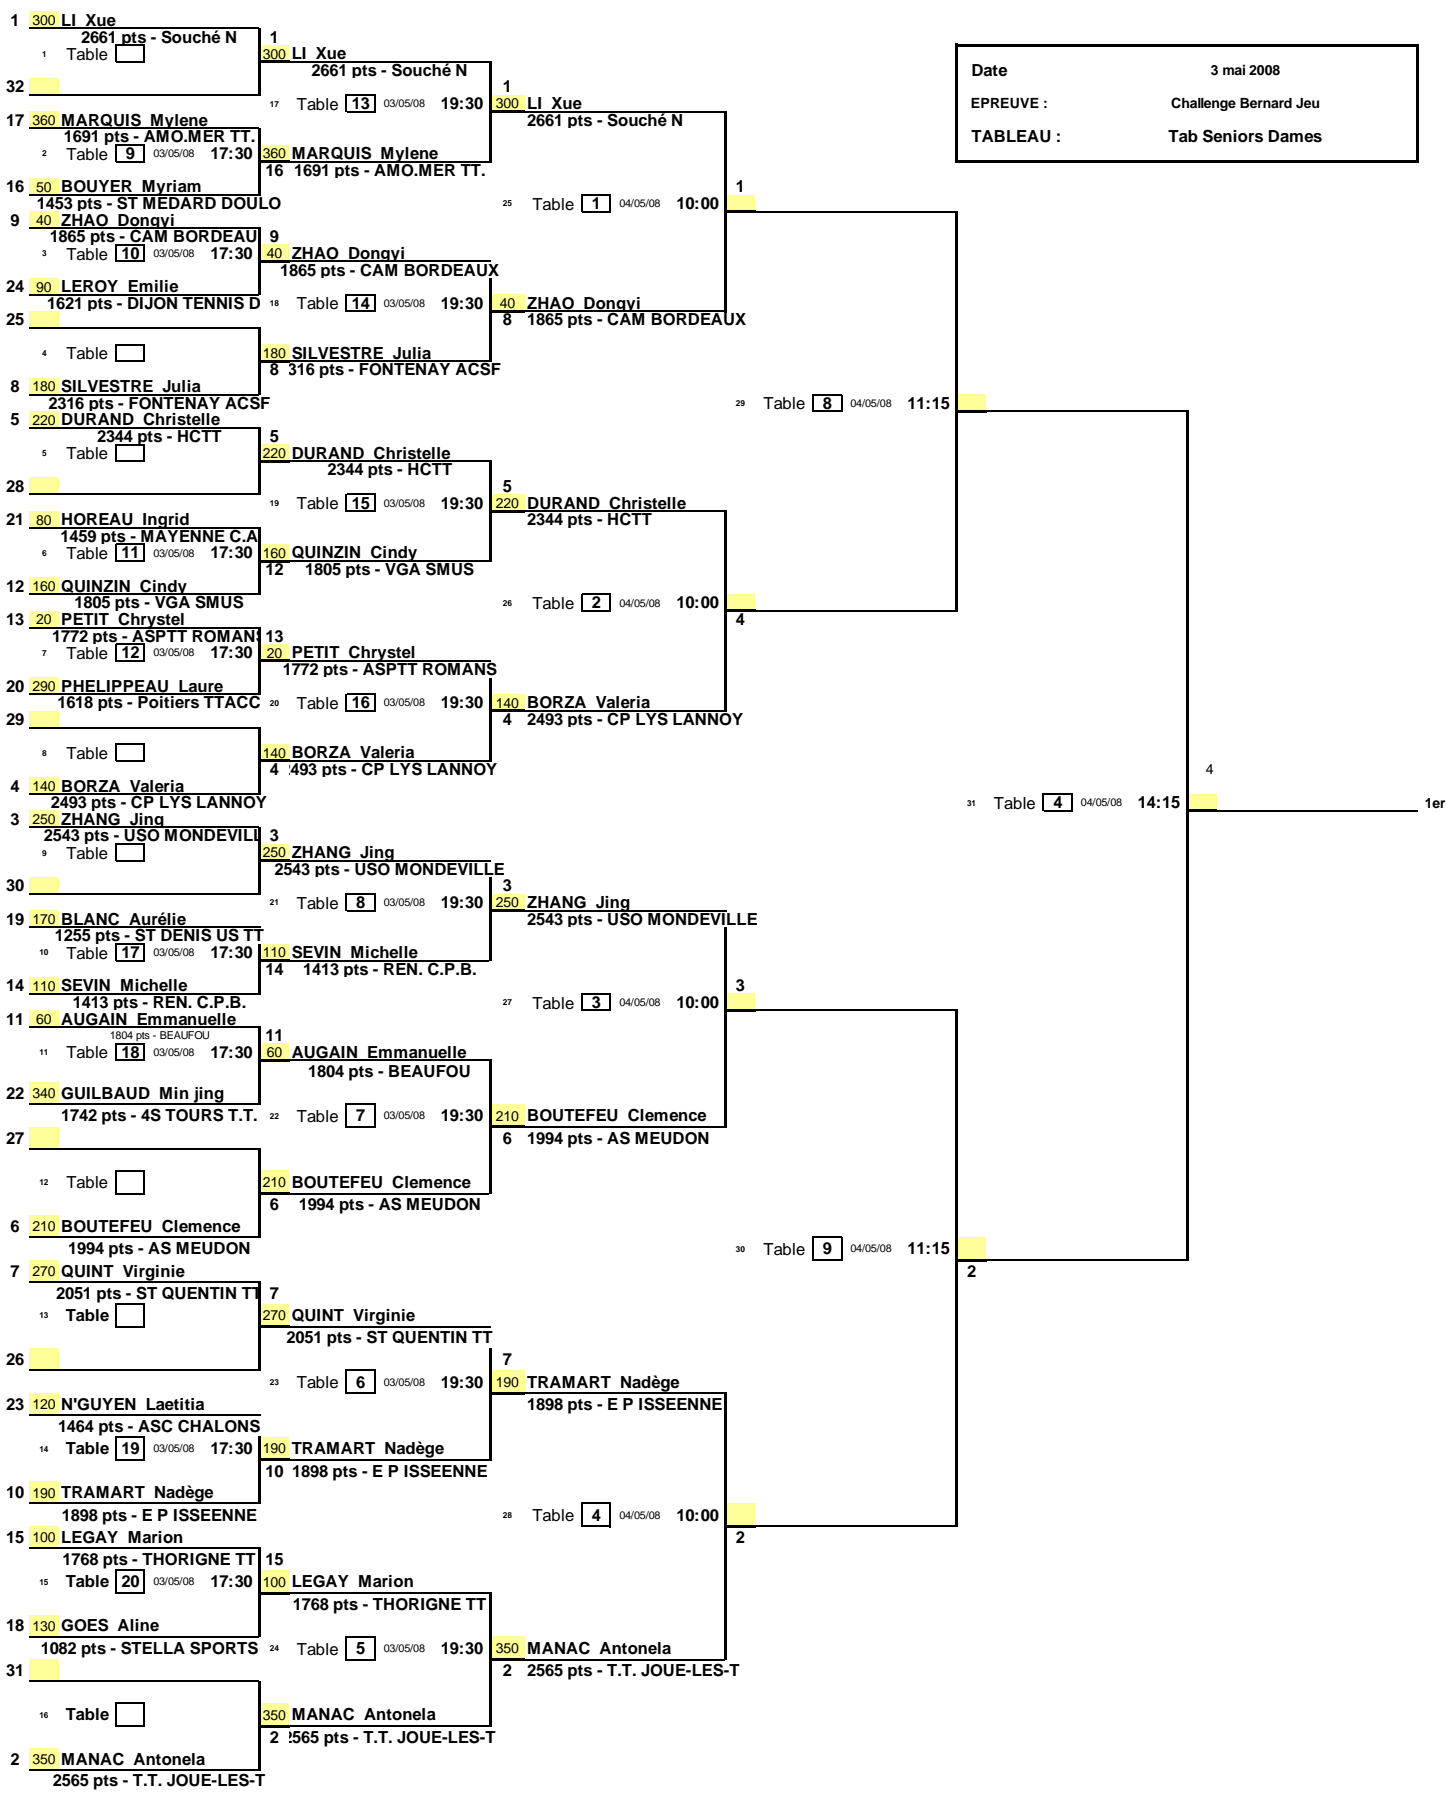 Date 3 mai 2008
EPREUVE : Challenge Bernard Jeu
TABLEAU : Tab Seniors Dames
1 300 LI Xue
2661 pts - Souché N
1 Table
32
17 360 MARQUIS Mylene
1691 pts - AMO.MER TT.
2 Table 9 03/05/08 17:30
16 50 BOUYER Myriam
1453 pts - ST MEDARD DOULO
9 40 ZHAO Dongyi
1865 pts - CAM BORDEAU
3 Table 10 03/05/08 17:30
24 90 LEROY Emilie
1621 pts - DIJON TENNIS D
25
4 Table
8 180 SILVESTRE Julia
2316 pts - FONTENAY ACSF
5 220 DURAND Christelle
2344 pts - HCTT
5 Table
28
21 80 HOREAU Ingrid
1459 pts - MAYENNE C.A
6 Table 11 03/05/08 17:30
12 160 QUINZIN Cindy
1805 pts - VGA SMUS
13 20 PETIT Chrystel
1772 pts - ASPTT ROMANS
7 Table 12 03/05/08 17:30
20 290 PHELIPPEAU Laure
1618 pts - Poitiers TTACC
29
8 Table
4 140 BORZA Valeria
2493 pts - CP LYS LANNOY
3 250 ZHANG Jing
2543 pts - USO MONDEVILL
9 Table
30
19 170 BLANC Aurélie
1255 pts - ST DENIS US TT
10 Table 17 03/05/08 17:30
14 110 SEVIN Michelle
1413 pts - REN. C.P.B.
11 60 AUGAIN Emmanuelle
1804 pts - BEAUFOU
11 Table 18 03/05/08 17:30
22 340 GUILBAUD Min jing
1742 pts - 4S TOURS T.T.
27
12 Table
6 210 BOUTEFEU Clemence
1994 pts - AS MEUDON
7 270 QUINT Virginie
2051 pts - ST QUENTIN TT
13 Table
26
23 120 N'GUYEN Laetitia
1464 pts - ASC CHALONS
14 Table 19 03/05/08 17:30
10 190 TRAMART Nadège
1898 pts - E P ISSEENNE
15 100 LEGAY Marion
1768 pts - THORIGNE TT
15 Table 20 03/05/08 17:30
18 130 GOES Aline
1082 pts - STELLA SPORTS
31
16 Table
2 350 MANAC Antonela
2565 pts - T.T. JOUE-LES-T
1
300 LI Xue
2661 pts - Souché N
17 Table 13 03/05/08 19:30
360 MARQUIS Mylene
16 1691 pts - AMO.MER TT.
9
40 ZHAO Dongyi
1865 pts - CAM BORDEAUX
18 Table 14 03/05/08 19:30
180 SILVESTRE Julia
8 316 pts - FONTENAY ACSF
5
220 DURAND Christelle
2344 pts - HCTT
19 Table 15 03/05/08 19:30
160 QUINZIN Cindy
12 1805 pts - VGA SMUS
13
20 PETIT Chrystel
1772 pts - ASPTT ROMANS
20 Table 16 03/05/08 19:30
140 BORZA Valeria
4 2493 pts - CP LYS LANNOY
3
250 ZHANG Jing
2543 pts - USO MONDEVILLE
21 Table 8 03/05/08 19:30
110 SEVIN Michelle
14 1413 pts - REN. C.P.B.
11
60 AUGAIN Emmanuelle
1804 pts - BEAUFOU
22 Table 7 03/05/08 19:30
210 BOUTEFEU Clemence
6 1994 pts - AS MEUDON
7
270 QUINT Virginie
2051 pts - ST QUENTIN TT
23 Table 6 03/05/08 19:30
190 TRAMART Nadège
10 1898 pts - E P ISSEENNE
15
100 LEGAY Marion
1768 pts - THORIGNE TT
24 Table 5 03/05/08 19:30
350 MANAC Antonela
2 2565 pts - T.T. JOUE-LES-T
1
300 LI Xue
2661 pts - Souché N
25 Table 1 04/05/08 10:00
40 ZHAO Dongyi
8 1865 pts - CAM BORDEAUX
5
220 DURAND Christelle
2344 pts - HCTT
26 Table 2 04/05/08 10:00
140 BORZA Valeria
4 2493 pts - CP LYS LANNOY
3
250 ZHANG Jing
2543 pts - USO MONDEVILLE
27 Table 3 04/05/08 10:00
210 BOUTEFEU Clemence
6 1994 pts - AS MEUDON
7
190 TRAMART Nadège
1898 pts - E P ISSEENNE
28 Table 4 04/05/08 10:00
350 MANAC Antonela
2 2565 pts - T.T. JOUE-LES-T
1
29 Table 8 04/05/08 11:15
4
3
30 Table 9 04/05/08 11:15
2
2
4
31 Table 4 04/05/08 14:15
1er